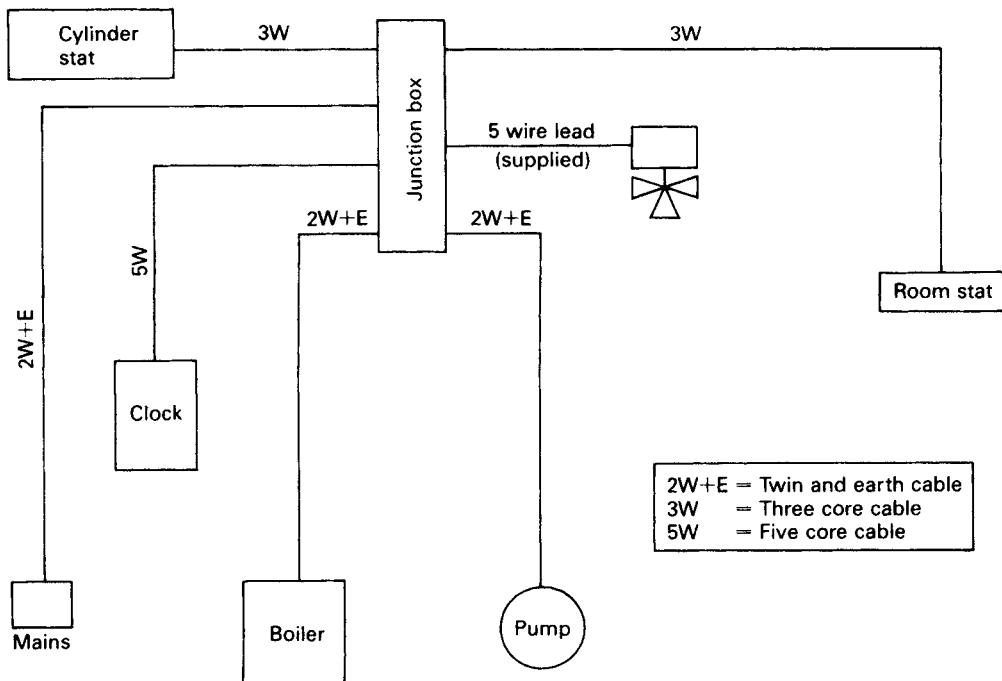 Cylinder
stat
3W
3W
Junction box
5 wire lead
(supplied)
2W+E
2W+E
5W
2W+E
Room stat
Clock
2W+E = Twin and earth cable
3W = Three core cable
5W = Five core cable
Mains
Boiler
Pump